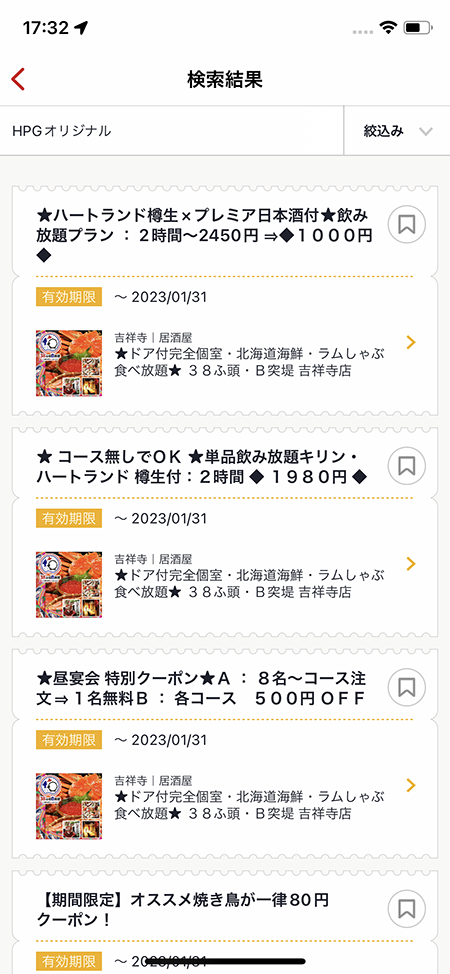 17:32
検索結果
HPGオリジナル
絞込み
★ハートランド樽生×プレミア日本酒付★飲み
放題プラン ： ２時間～2450円 ⇒◆１０００円
◆
有効期限 ～ 2023/01/31
吉祥寺｜居酒屋
★ドア付完全個室・北海道海鮮・ラムしゃぶ
食べ放題★ ３８ふ頭・Ｂ突堤 吉祥寺店
★ コース無しでＯＫ ★単品飲み放題キリン・
ハートランド 樽生付：２時間 ◆ １９８０円 ◆
有効期限 ～ 2023/01/31
吉祥寺｜居酒屋
★ドア付完全個室・北海道海鮮・ラムしゃぶ
食べ放題★ ３８ふ頭・Ｂ突堤 吉祥寺店
★昼宴会 特別クーポン★Ａ ： ８名～コース注
文⇒１名無料Ｂ ： 各コース　５００円ＯＦＦ
有効期限 ～ 2023/01/31
吉祥寺｜居酒屋
★ドア付完全個室・北海道海鮮・ラムしゃぶ
食べ放題★ ３８ふ頭・Ｂ突堤 吉祥寺店
【期間限定】オススメ焼き鳥が一律80円
クーポン！
有効期限 ～ 2023/01/31